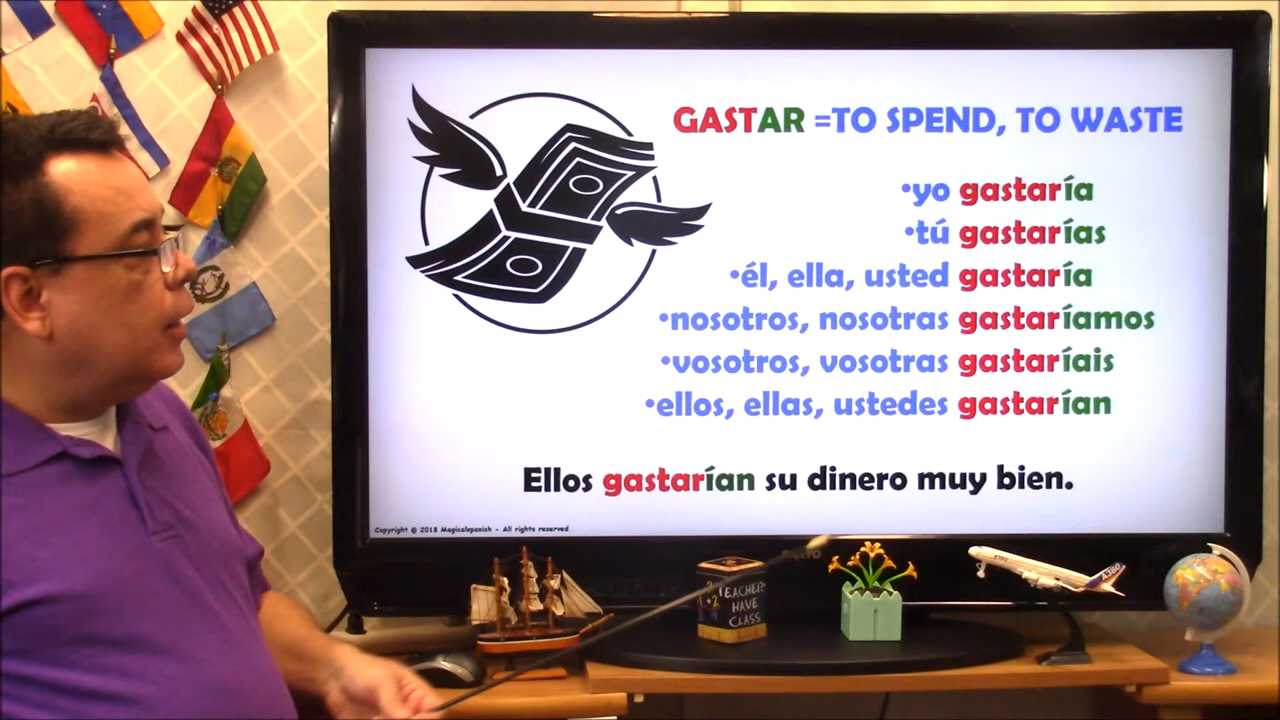 GASTAR =TO SPEND, TO WASTE
•yo gastaría
•tú gastarías
•él, ella, usted gastaría
•nosotros, nosotras gastaríamos
•vosotros, vosotras gastaríais
•ellos, ellas, ustedes gastarían
Ellos gastarían su dinero muy bien.
Copyright © 2018 Magicalspanish - All rights reserved.
TEACHERS
HAVE
CLASS
A380